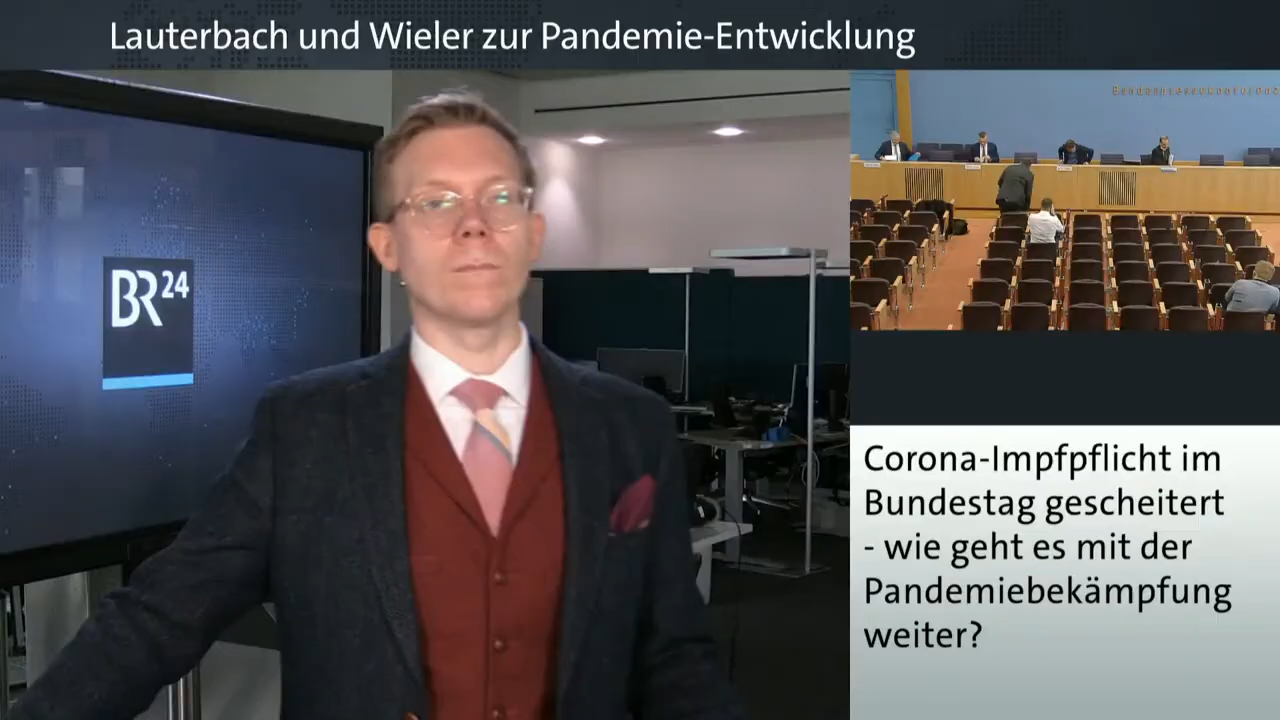 Lauterbach und Wieler zur Pandemie-Entwicklung
Bundespressekonferenz
BR24
Corona-Impfpflicht im
Bundestag gescheitert
- wie geht es mit der
Pandemiebekämpfung
weiter?